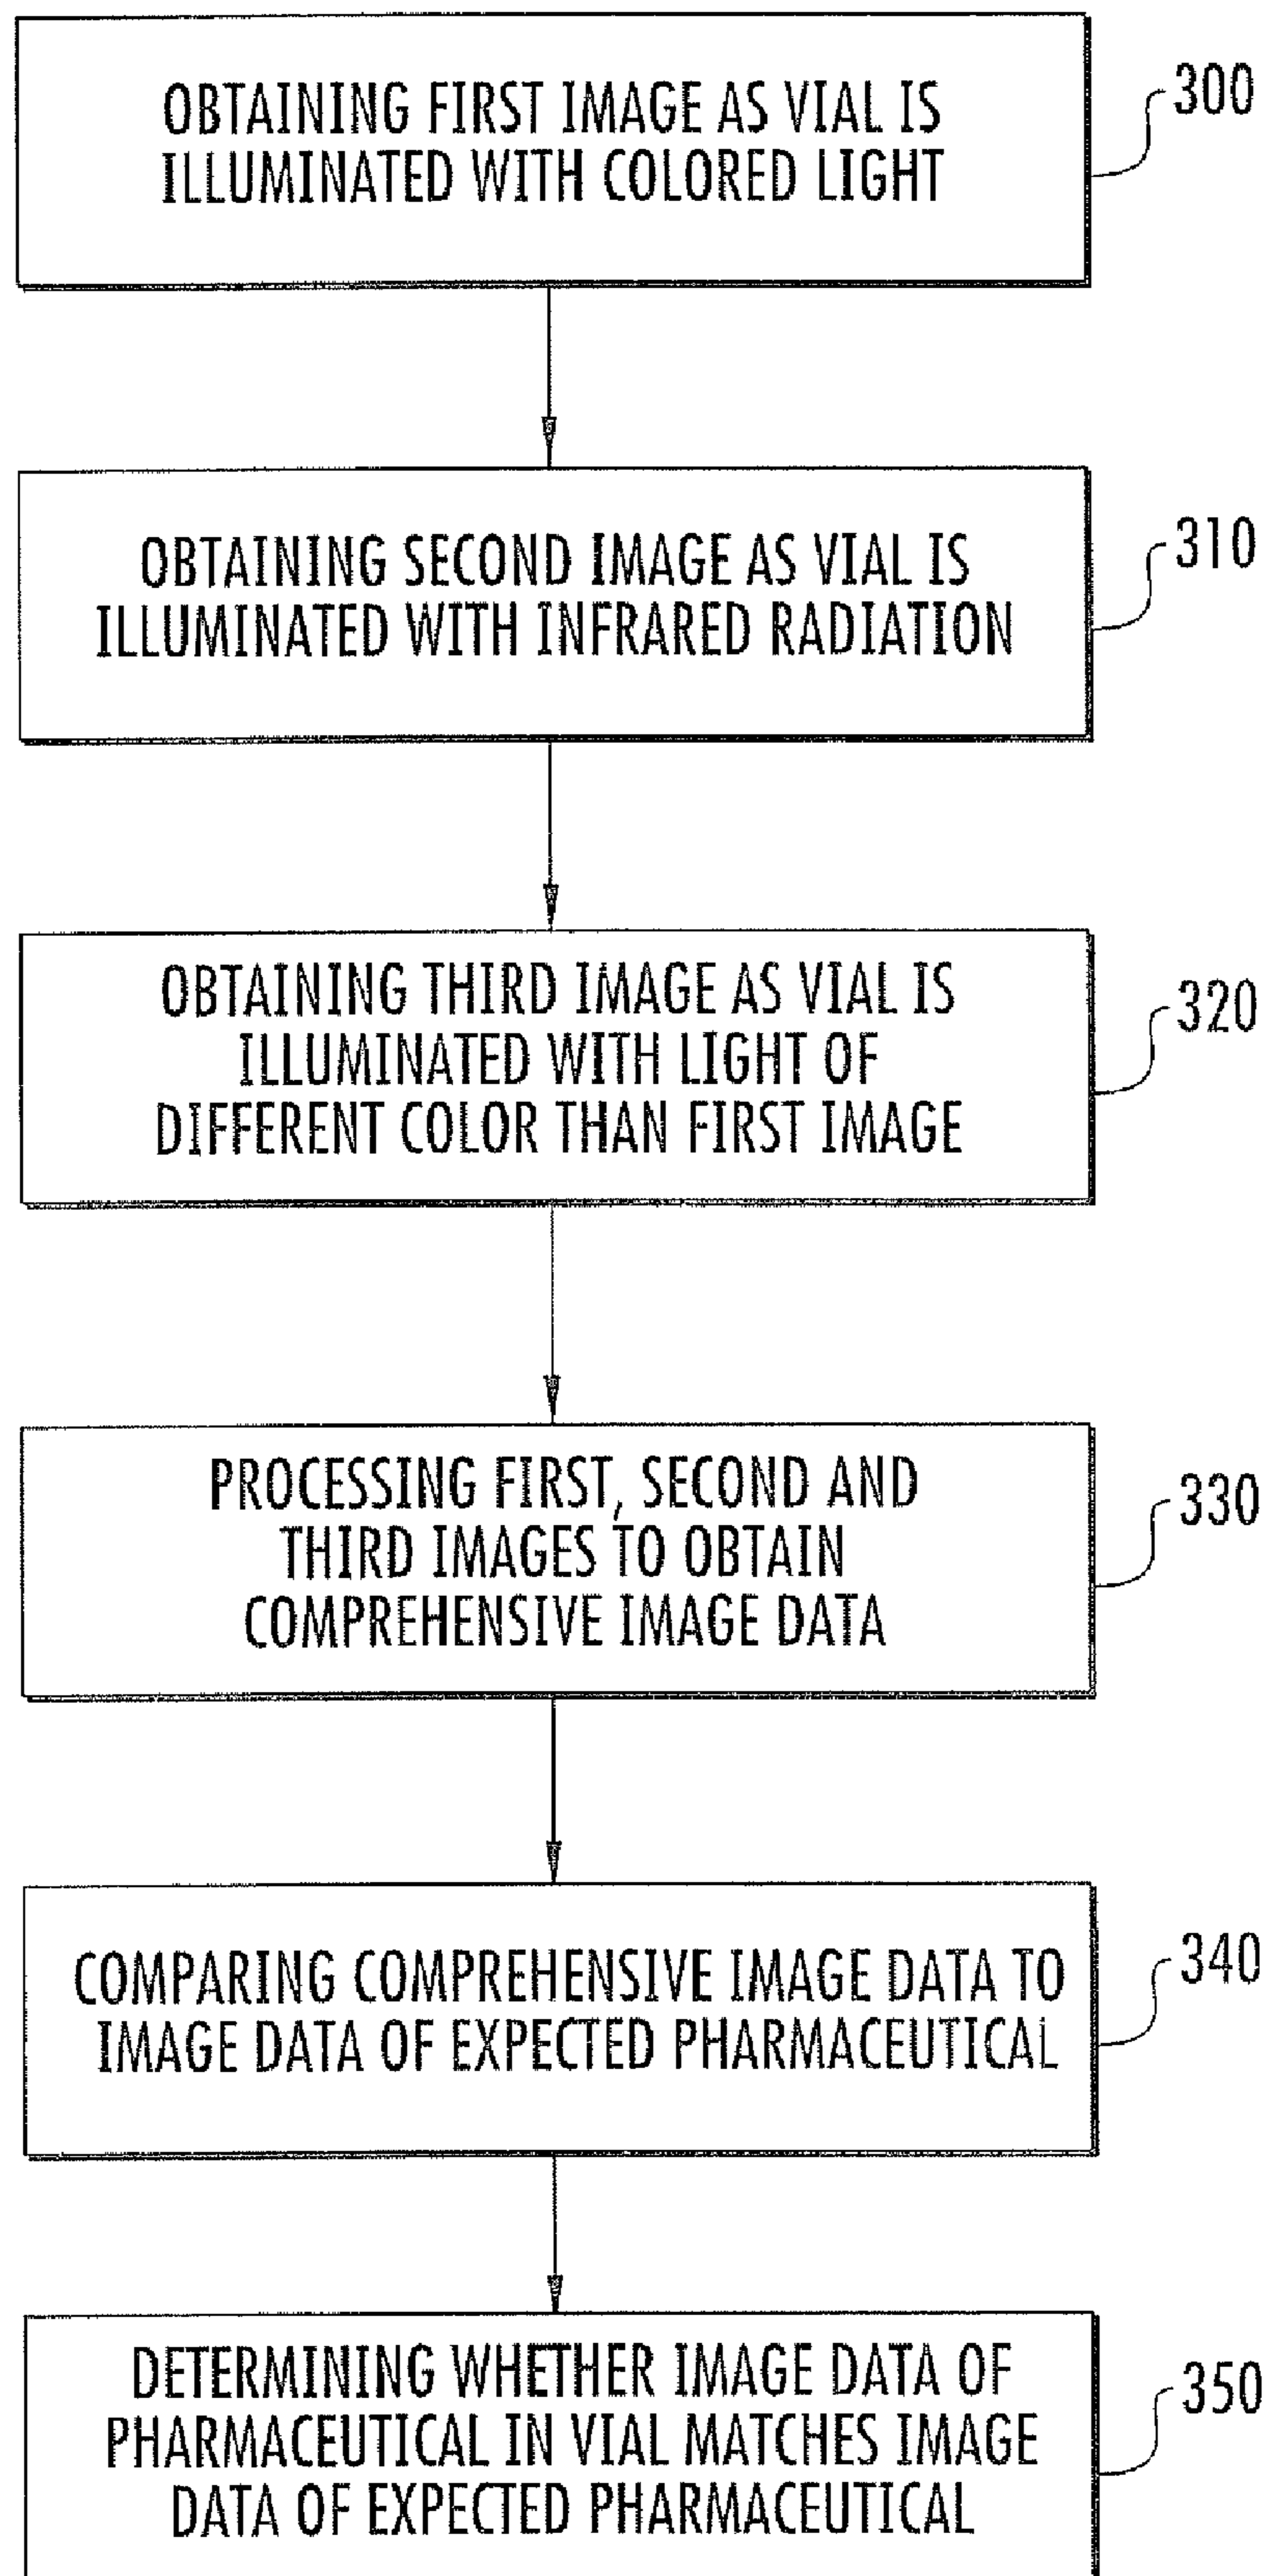 OBTAINING FIRST IMAGE AS VIAL IS
ILLUMINATED WITH COLORED LIGHT
300
OBTAINING SECOND IMAGE AS VIAL IS
ILLUMINATED WITH INFRARED RADIATION
310
OBTAINING THIRD IMAGE AS VIAL IS
ILLUMINATED WITH LIGHT OF
DIFFERENT COLOR THAN FIRST IMAGE
320
PROCESSING FIRST, SECOND AND
THIRD IMAGES TO OBTAIN
COMPREHENSIVE IMAGE DATA
330
COMPARING COMPREHENSIVE IMAGE DATA TO
IMAGE DATA OF EXPECTED PHARMACEUTICAL
340
DETERMINING WHETHER IMAGE DATA OF
PHARMACEUTICAL IN VIAL MATCHES IMAGE
DATA OF EXPECTED PHARMACEUTICAL
350